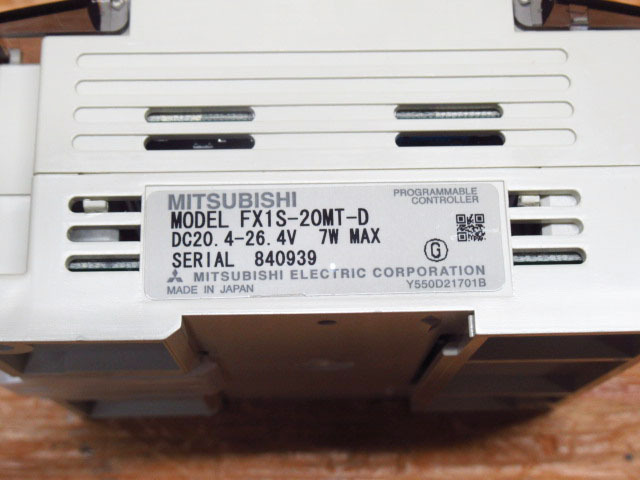 MITSUBISHI
PROGRAMMABLE
CONTROLLER
MODEL FX1S-20MT-D
DC20.4-26.4V 7W MAX
SERIAL 840939
G
MITSUBISHI ELECTRIC CORPORATION
MADE IN JAPAN
Y550D21701B